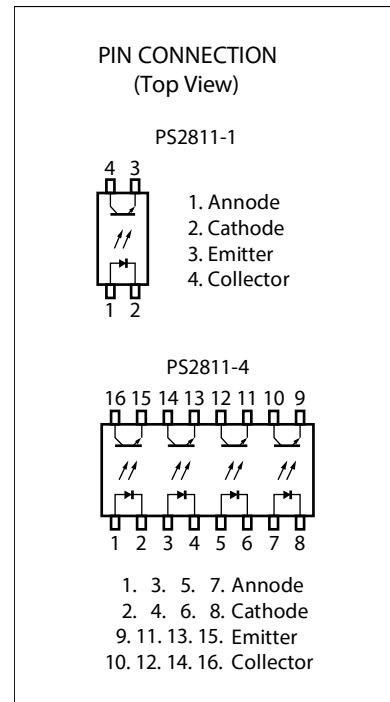 PIN CONNECTION
(Top View)
PS2811-1
4 3
1. Annode
2. Cathode
3. Emitter
4. Collector
1 2
PS2811-4
16 15 14 13 12 11 10 9
1 2 3 4 5 6 7 8
1. 3. 5. 7. Annode
2. 4. 6. 8. Cathode
9. 11. 13. 15. Emitter
10. 12. 14. 16. Collector